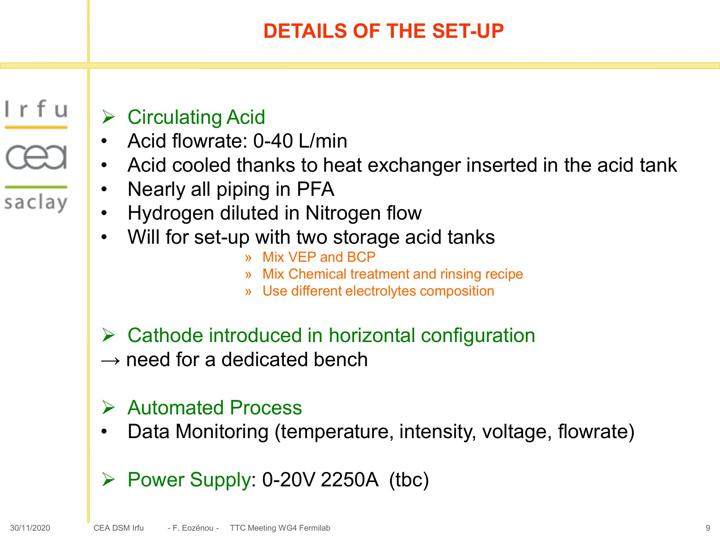 DETAILS OF THE SET-UP
Irfu
cea
saclay
➢ Circulating Acid
• Acid flowrate: 0-40 L/min
• Acid cooled thanks to heat exchanger inserted in the acid tank
• Nearly all piping in PFA
• Hydrogen diluted in Nitrogen flow
• Will for set-up with two storage acid tanks
» Mix VEP and BCP
» Mix Chemical treatment and rinsing recipe
» Use different electrolytes composition
➢ Cathode introduced in horizontal configuration
→ need for a dedicated bench
➢ Automated Process
• Data Monitoring (temperature, intensity, voltage, flowrate)
➢ Power Supply: 0-20V 2250A (tbc)
30/11/2020 CEA DSM Irfu - F. Eozénou - TTC Meeting WG4 Fermilab 9